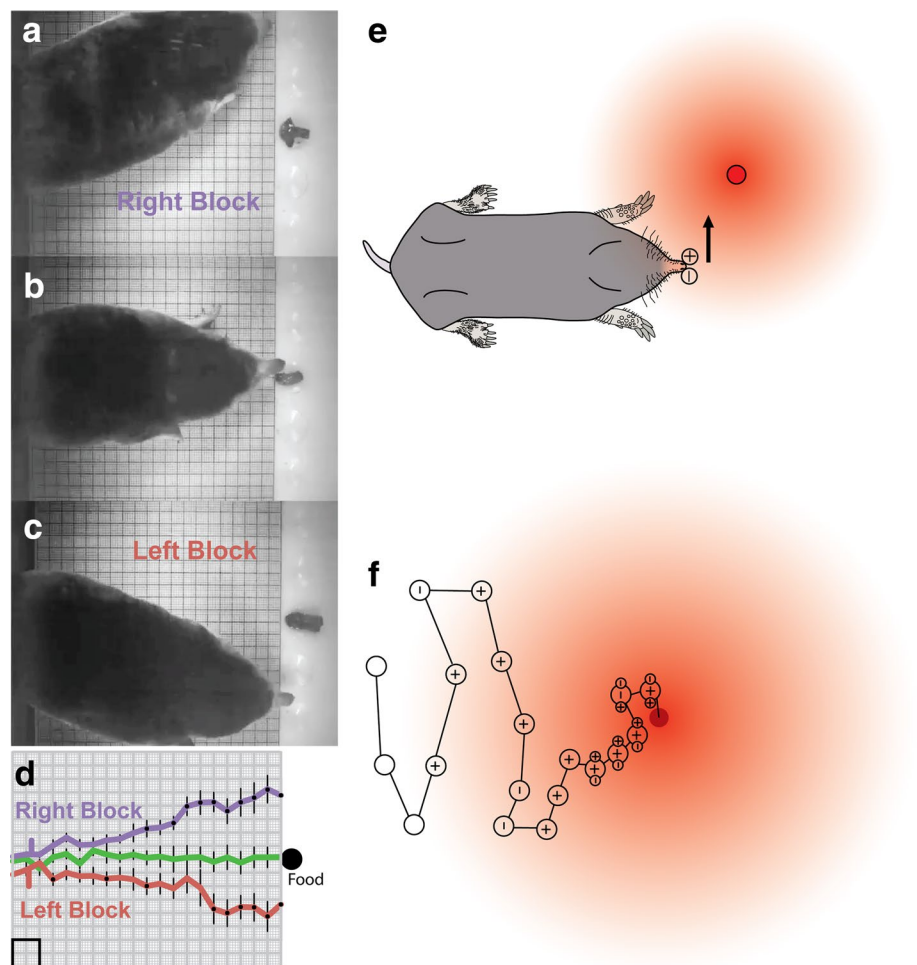 a
Right Block
b
c
Left Block
d
Right Block
Left Block
Food
e
+
-
f
- +
+
+
+
+
-
- +
+
+
+
-
+
-
+
+
-
+
+
-
-
-
+
-
+
+